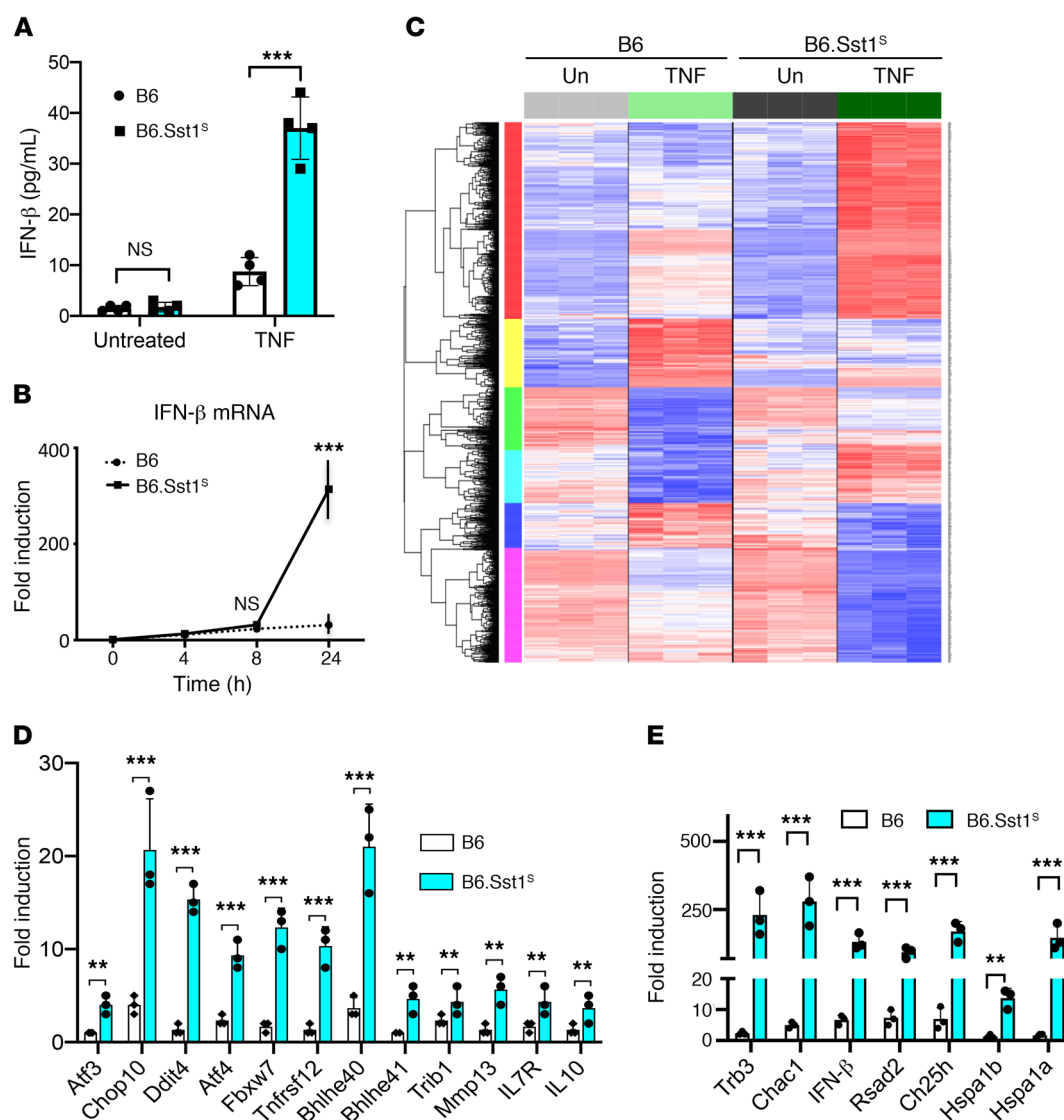 A
IFN-β (pg/mL)
50
40
30
20
10
0
B6
B6.Sst1ˢ
NS
***
Untreated
TNF
B
IFN-β mRNA
B6
B6.Sst1ˢ
***
NS
Fold induction
400
200
0
0 4 8 24
Time (h)
C
B6 B6.Sst1ˢ
Un TNF Un TNF
D
Fold induction
30
20
10
0
B6
B6.Sst1ˢ
** *** *** *** *** *** *** ** ** ** ** **
Atf3 Chop10 Ddit4 Atf4 Fbxw7 Tnfrsf12 Bhlhe40 Bhlhe41 Trib1 Mmp13 IL7R IL10
E
B6 B6.Sst1ˢ
Fold induction
500
250
20
10
0
*** *** *** *** *** ** ***
Trb3 Chac1 IFN-β Rsad2 Ch25h Hspa1b Hspa1a